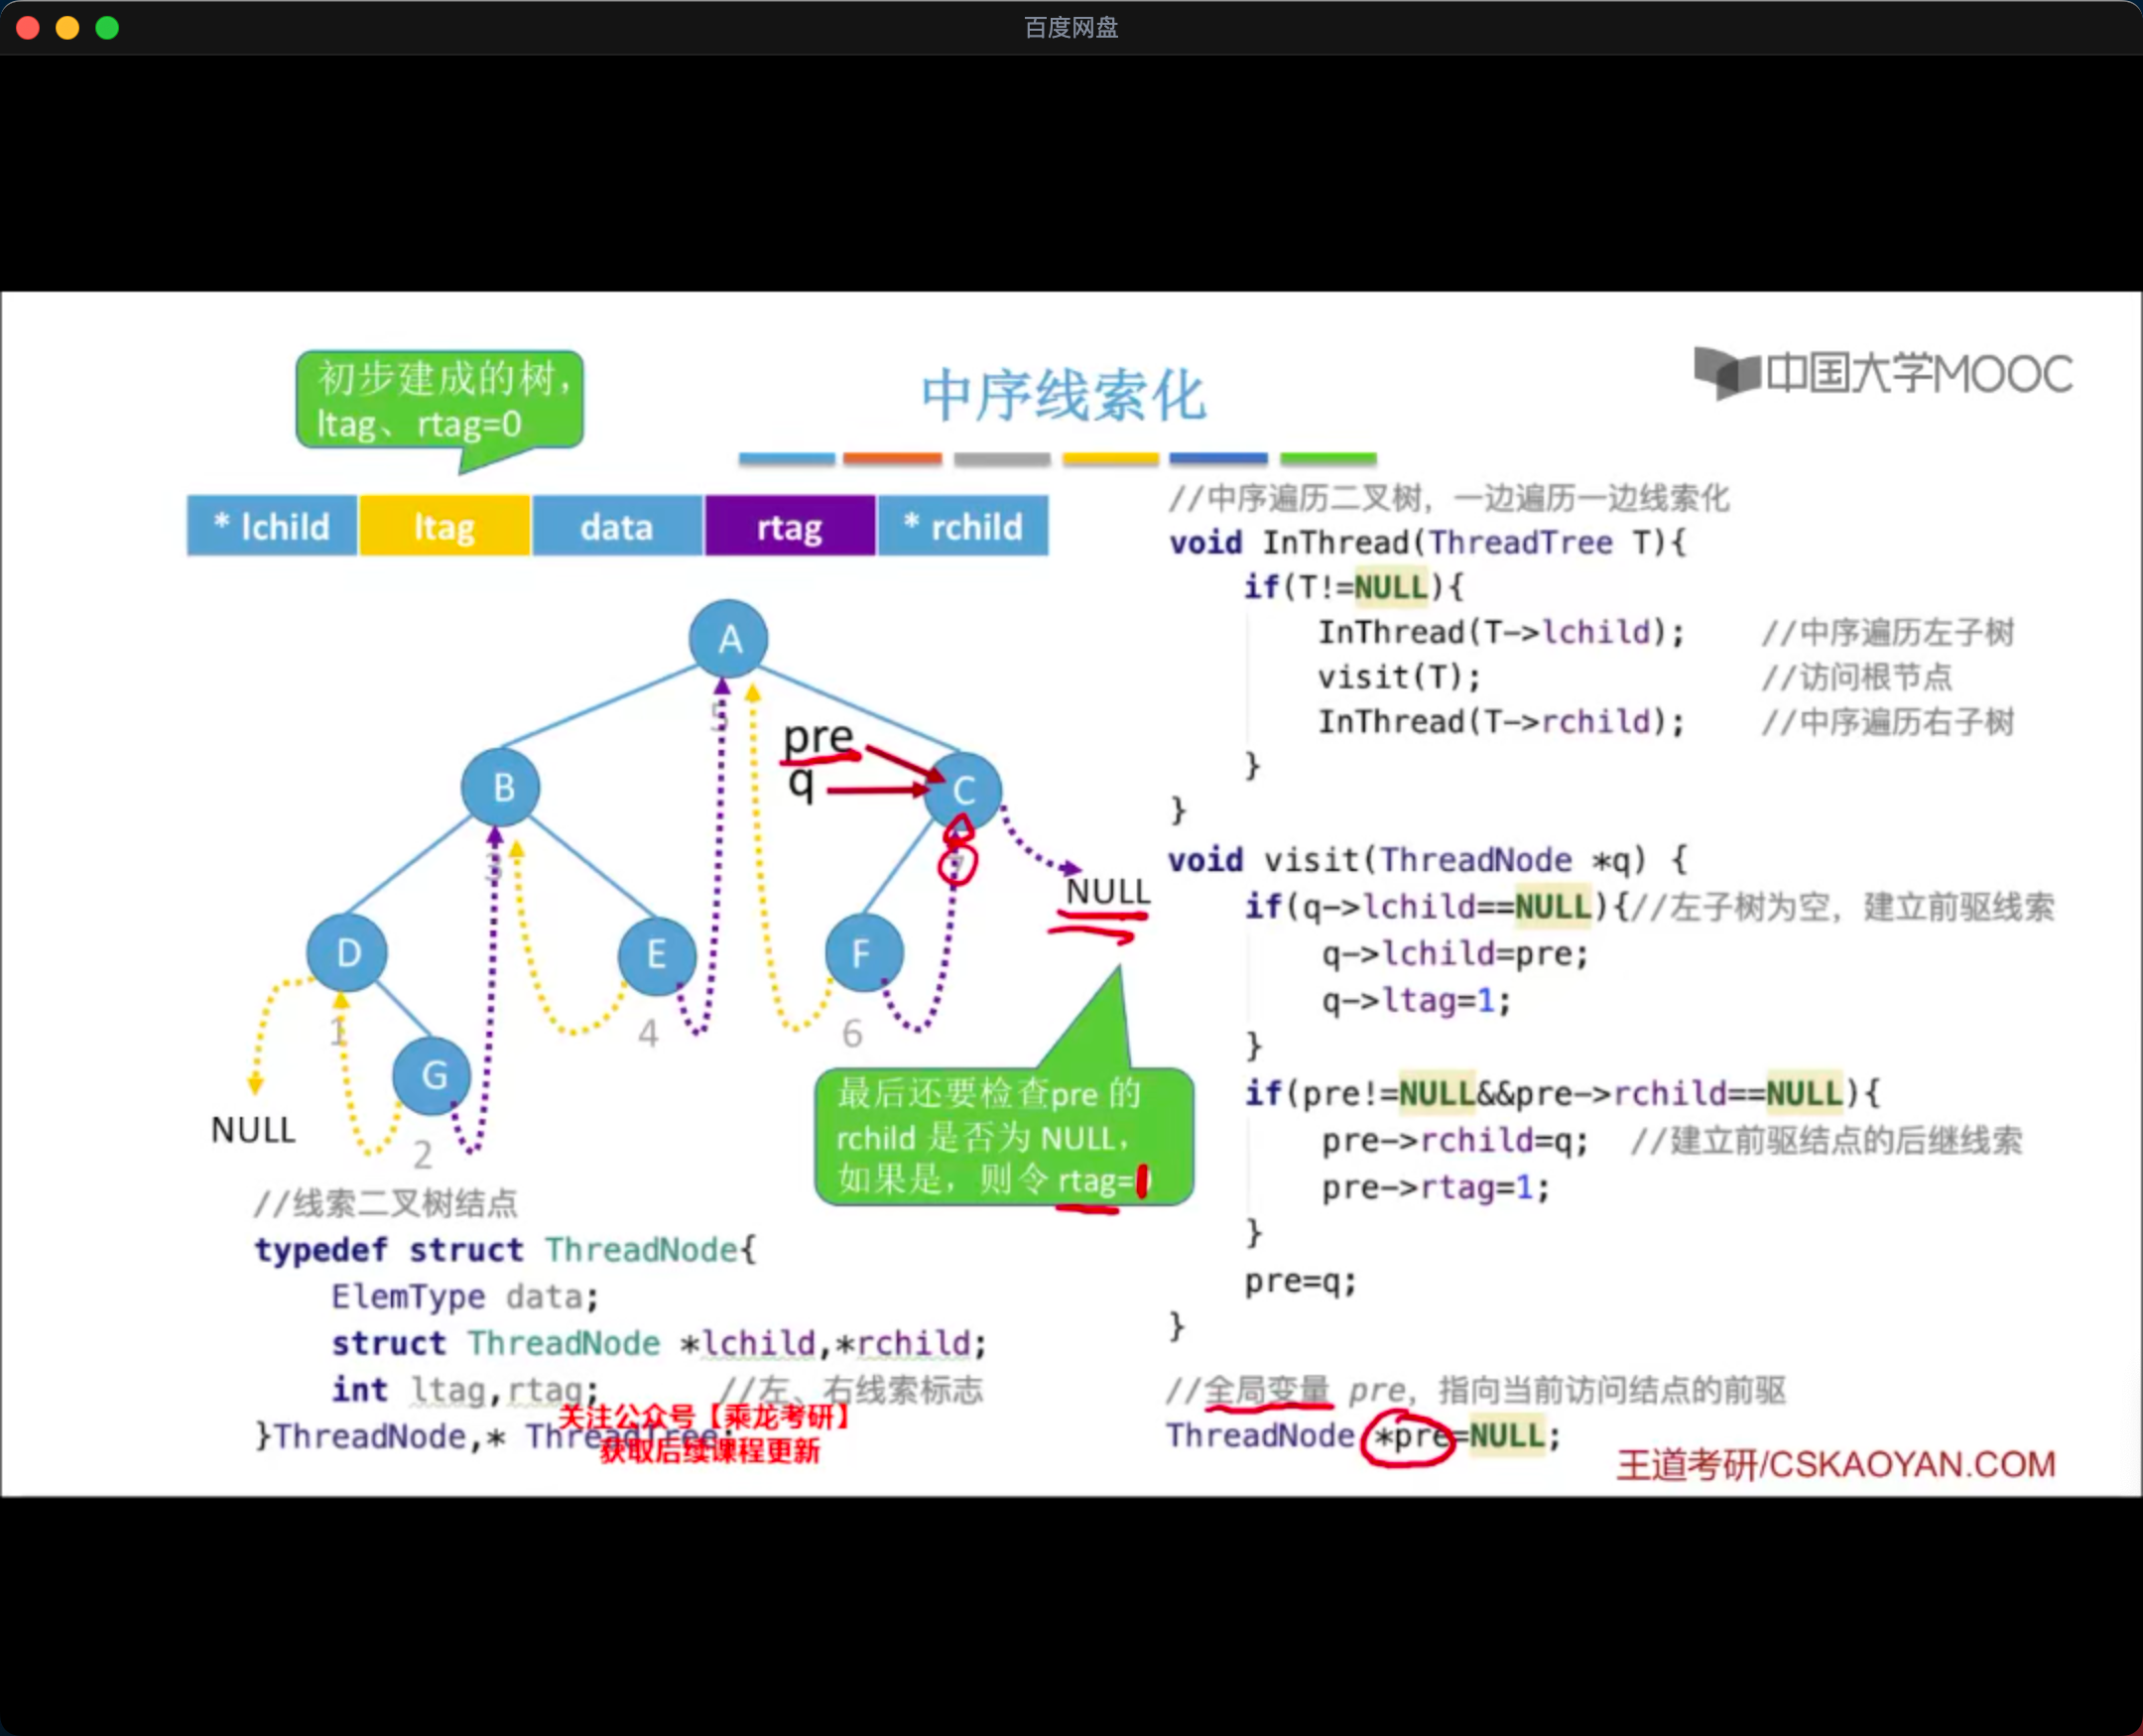 百度网盘
初步建成的树，
ltag、rtag=0
中序线索化
中国大学MOOC
* lchild ltag data rtag * rchild
A
5
pre
q
B
C
3
7
NULL
D
E
F
1
4
6
G
NULL
2
最后还要检查pre 的
rchild 是否为 NULL，
如果是，则令 rtag=1
//线索二叉树结点
typedef struct ThreadNode{
ElemType data;
struct ThreadNode *lchild,*rchild;
int ltag,rtag; //左、右线索标志
}ThreadNode,* ThreadTree;
关注公众号【乘龙考研】
获取后续课程更新
//中序遍历二叉树，一边遍历一边线索化
void InThread(ThreadTree T){
if(T!=NULL){
InThread(T->lchild); //中序遍历左子树
visit(T); //访问根节点
InThread(T->rchild); //中序遍历右子树
}
}
void visit(ThreadNode *q) {
if(q->lchild==NULL){//左子树为空，建立前驱线索
q->lchild=pre;
q->ltag=1;
}
if(pre!=NULL&&pre->rchild==NULL){
pre->rchild=q; //建立前驱结点的后继线索
pre->rtag=1;
}
pre=q;
}
//全局变量 pre，指向当前访问结点的前驱
ThreadNode *pre=NULL;
王道考研/CSKAOYAN.COM